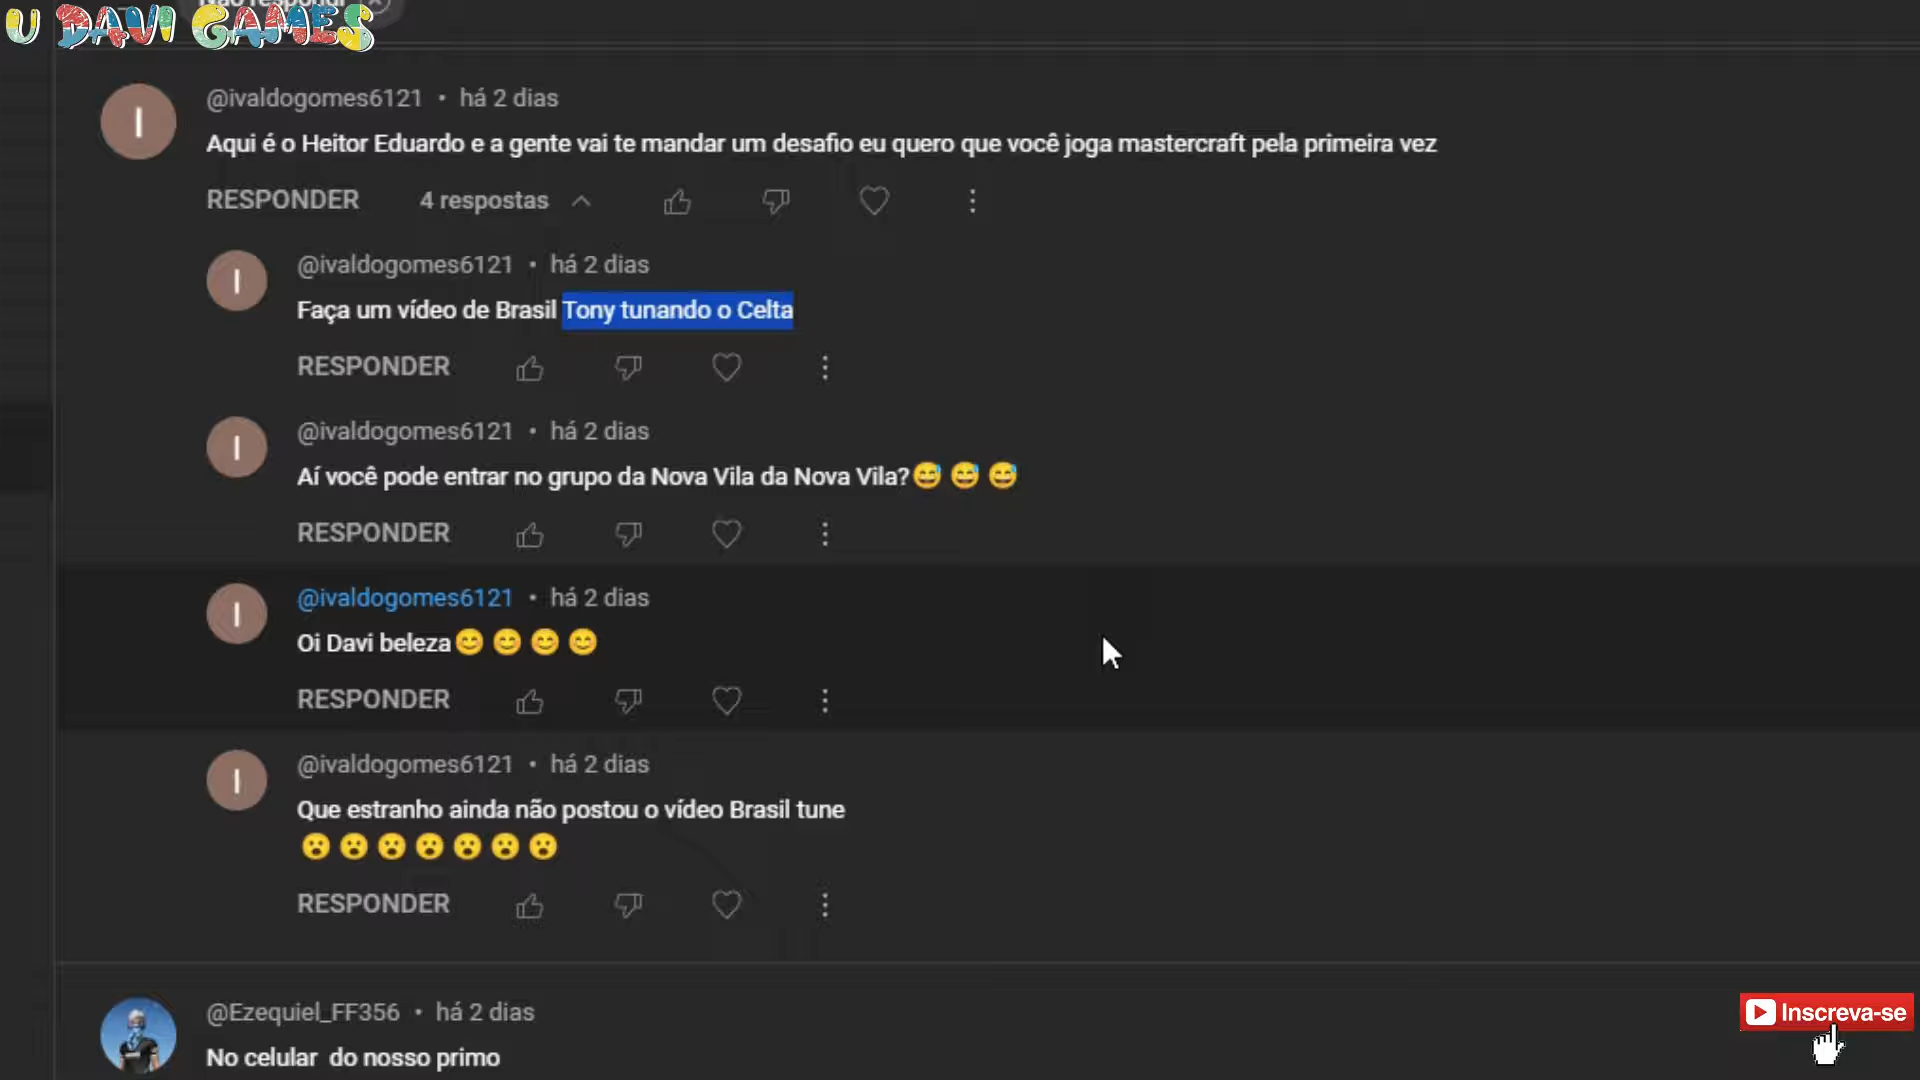 Não respondi
U DAVI GAMES
@ivaldogomes6121 • há 2 dias
Aqui é o Heitor Eduardo e a gente vai te mandar um desafio eu quero que você joga mastercraft pela primeira vez
RESPONDER 4 respostas
@ivaldogomes6121 • há 2 dias
Faça um vídeo de Brasil Tony tunando o Celta
RESPONDER
@ivaldogomes6121 • há 2 dias
Aí você pode entrar no grupo da Nova Vila da Nova Vila?😅 😅 😅
RESPONDER
@ivaldogomes6121 • há 2 dias
Oi Davi beleza😊 😊 😊 😊
RESPONDER
@ivaldogomes6121 • há 2 dias
Que estranho ainda não postou o vídeo Brasil tune
😮 😮 😮 😮 😮 😮 😮
RESPONDER
@Ezequiel_FF356 • há 2 dias
No celular do nosso primo
Inscreva-se